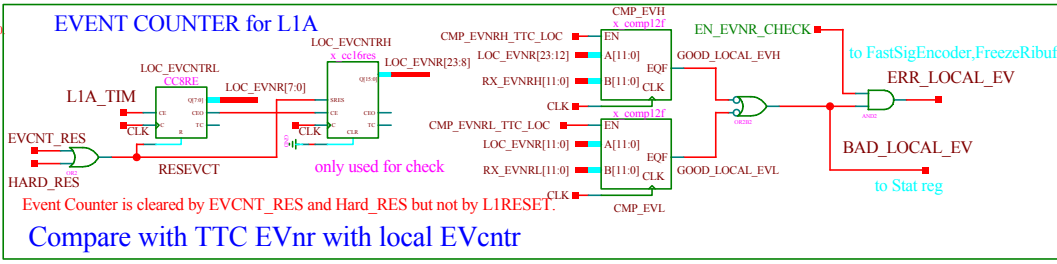 EVENT COUNTER for L1A
LOC_EVCNTRL
CC8RE
L1A_TIM
CLK
CE
C
Q[7:0]
CEO
TC
R
LOC_EVNR[7:0]
EVCNT_RES
HARD_RES
OR2
RESEVCT
LOC_EVCNTRH
x_cc16res
Q[15:0]
SRES
CE
C
CEO
TC
CLR
CLK
GND
LOC_EVNR[23:8]
only used for check
Event Counter is cleared by EVCNT_RES and Hard_RES but not by L1RESET.
Compare with TTC EVnr with local EVcntr
CMP_EVH
x_comp12f
CMP_EVNRH_TTC_LOC
EN
LOC_EVNR[23:12]
A[11:0]
RX_EVNRH[11:0]
B[11:0]
EQF
CLK
CLK
GOOD_LOCAL_EVH
x_comp12f
CMP_EVNRL_TTC_LOC
EN
LOC_EVNR[11:0]
A[11:0]
RX_EVNRL[11:0]
B[11:0]
EQF
CLK
CLK
GOOD_LOCAL_EVL
CMP_EVL
OR2B2
EN_EVNR_CHECK
to FastSigEncoder,FreezeRibuf
ERR_LOCAL_EV
AND2
BAD_LOCAL_EV
to Stat reg